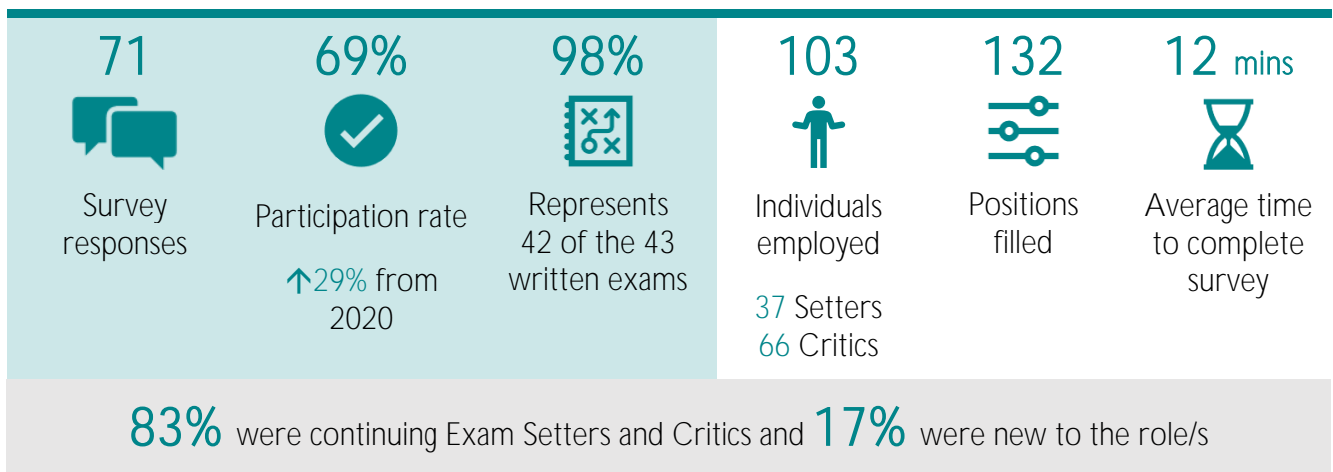 71
Survey
responses
69%
Participation rate
↑29% from
2020
98%
Represents
42 of the 43
written exams
103
Individuals
employed
37 Setters
66 Critics
132
Positions
filled
12 mins
Average time
to complete
survey
83% were continuing Exam Setters and Critics and 17% were new to the role/s